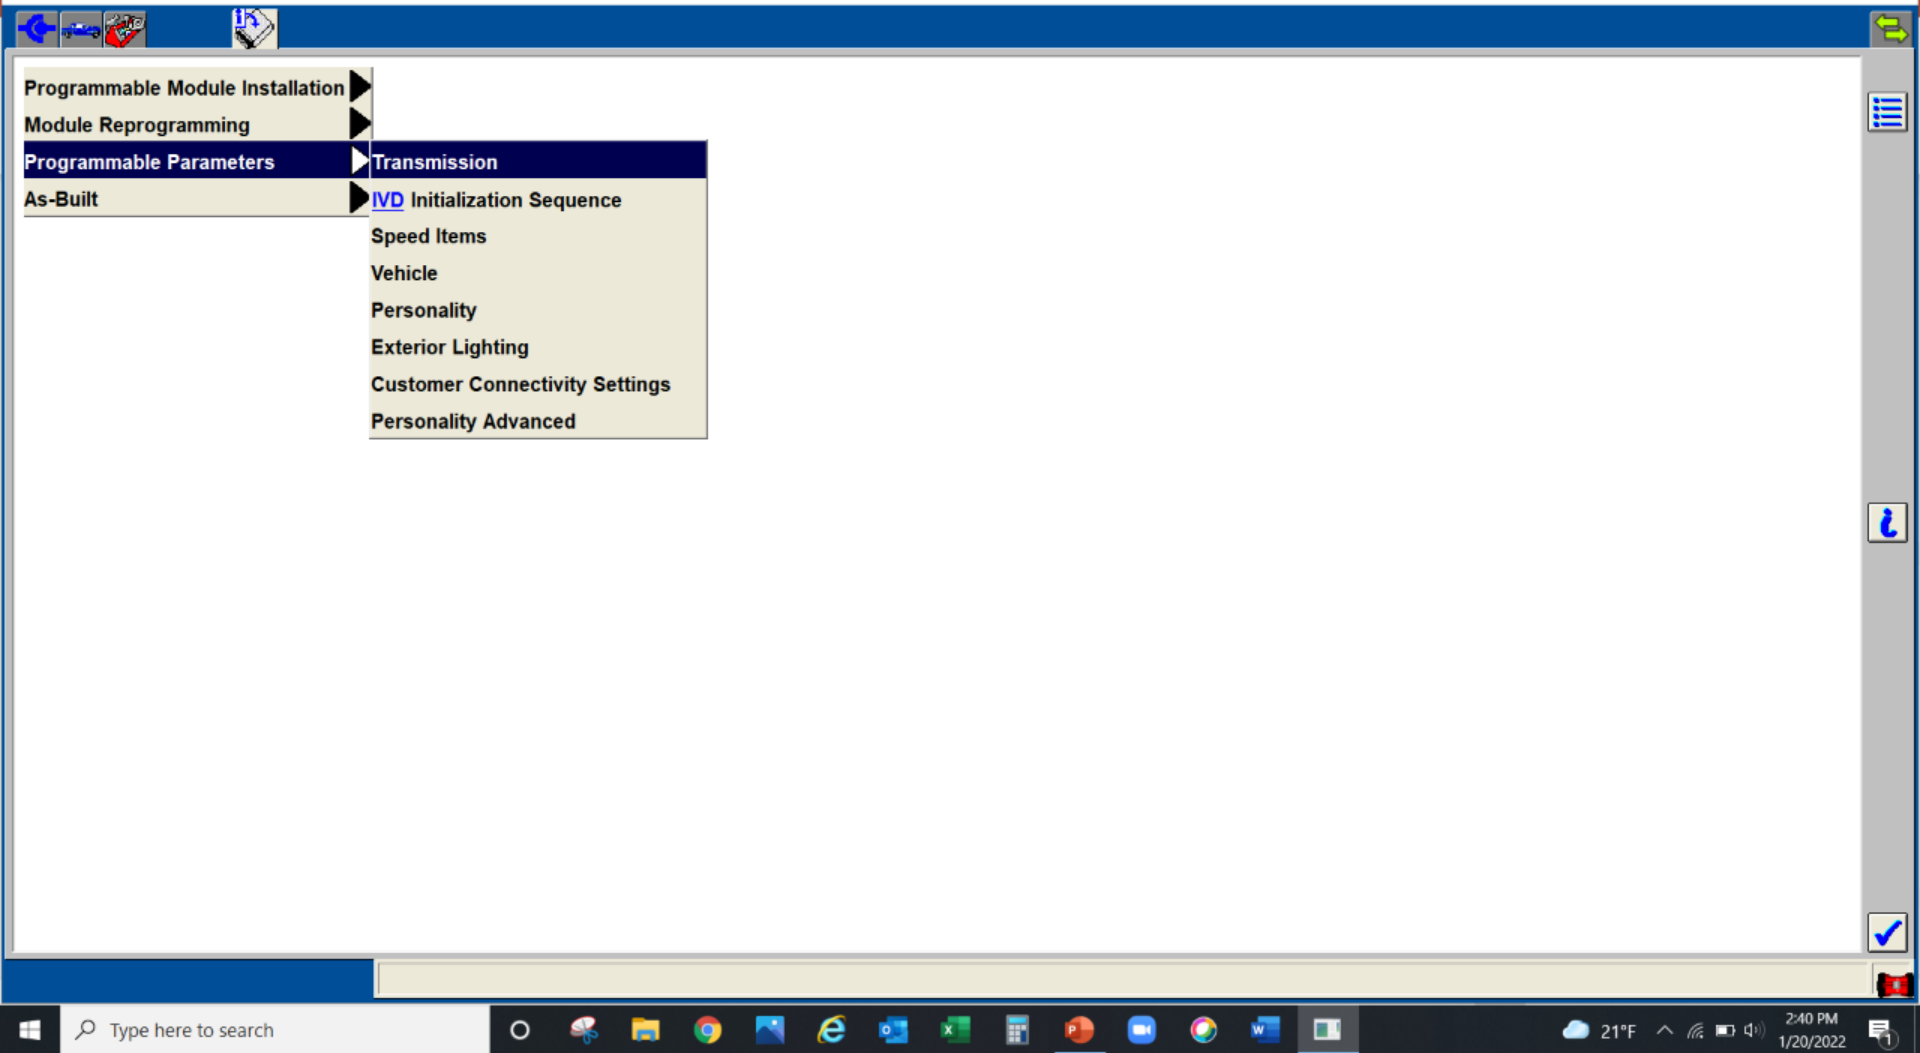 Programmable Module Installation
Module Reprogramming
Programmable Parameters
As-Built
Transmission
IVD Initialization Sequence
Speed Items
Vehicle
Personality
Exterior Lighting
Customer Connectivity Settings
Personality Advanced
Type here to search
21°F
2:40 PM
1/20/2022
1